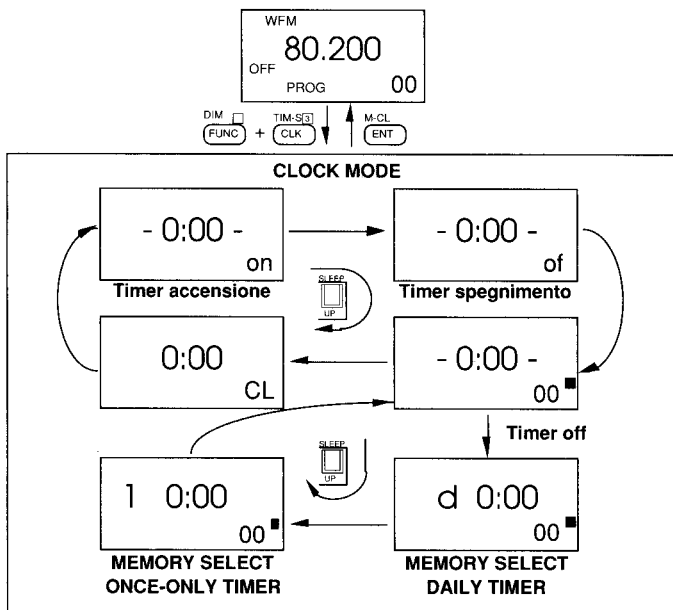 WFM
80.200
OFF
PROG 00
DIM TIM-S 3 M-CL
FUNC + CLK ENT
CLOCK MODE
- 0:00 -
on
Timer accensione
- 0:00 -
of
Timer spegnimento
SLEEP
UP
0:00
CL
- 0:00 -
00
Timer off
SLEEP
UP
1 0:00
00
MEMORY SELECT
ONCE-ONLY TIMER
d 0:00
00
MEMORY SELECT
DAILY TIMER